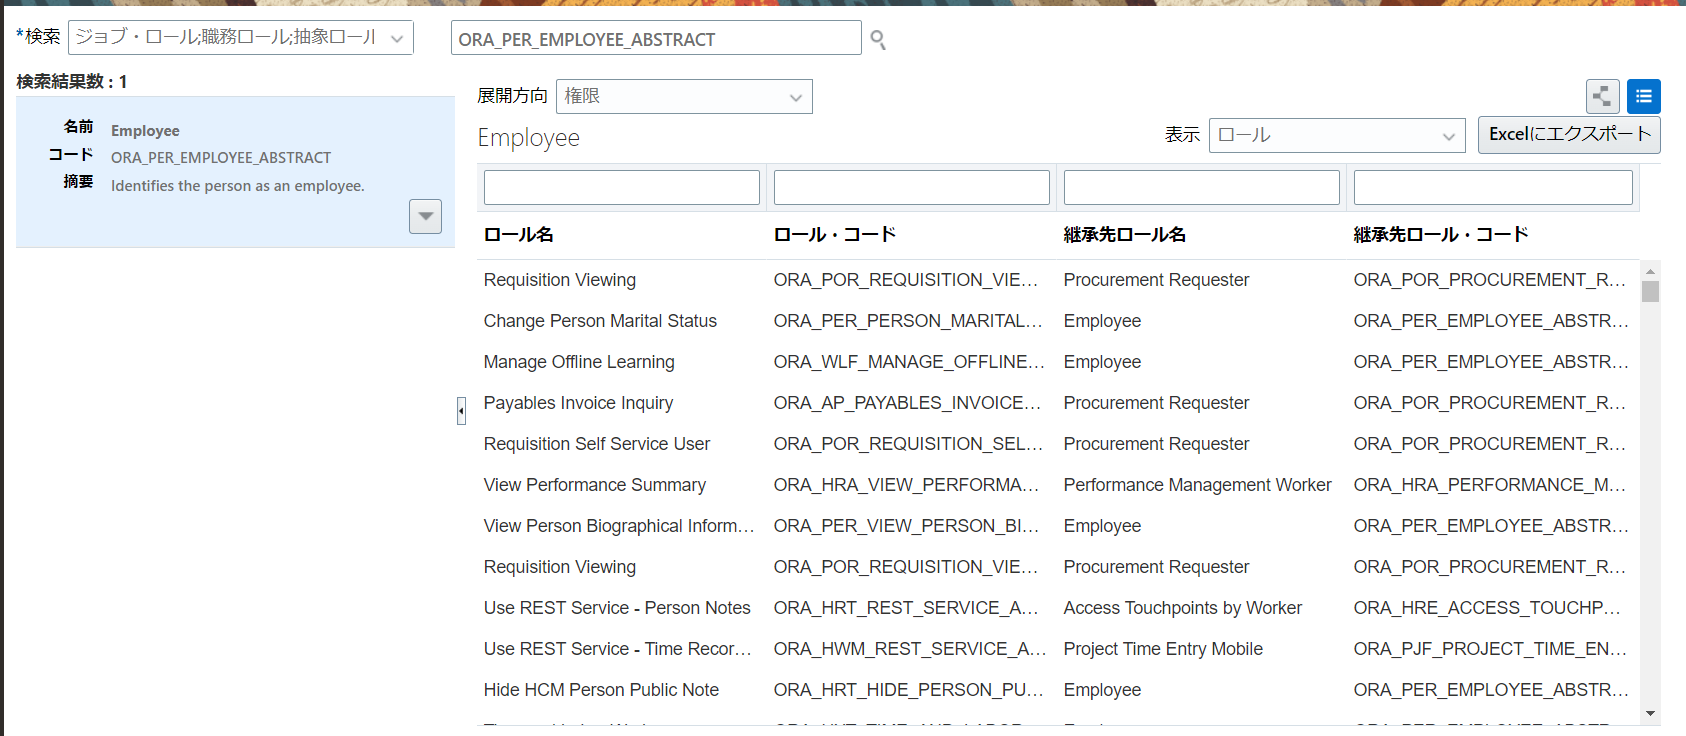 *検索 ジョブ・ロール;職務ロール;抽象ロール ORA_PER_EMPLOYEE_ABSTRACT
検索結果数 : 1
名前 Employee
コード ORA_PER_EMPLOYEE_ABSTRACT
摘要 Identifies the person as an employee.
展開方向 権限
Employee
表示 ロール Excelにエクスポート
ロール名 ロール・コード 継承先ロール名 継承先ロール・コード
Requisition Viewing ORA_POR_REQUISITION_VIE... Procurement Requester ORA_POR_PROCUREMENT_R...
Change Person Marital Status ORA_PER_PERSON_MARITAL... Employee ORA_PER_EMPLOYEE_ABSTR...
Manage Offline Learning ORA_WLF_MANAGE_OFFLINE... Employee ORA_PER_EMPLOYEE_ABSTR...
Payables Invoice Inquiry ORA_AP_PAYABLES_INVOICE... Procurement Requester ORA_POR_PROCUREMENT_R...
Requisition Self Service User ORA_POR_REQUISITION_SEL... Procurement Requester ORA_POR_PROCUREMENT_R...
View Performance Summary ORA_HRA_VIEW_PERFORMA... Performance Management Worker ORA_HRA_PERFORMANCE_M...
View Person Biographical Inform... ORA_PER_VIEW_PERSON_BI... Employee ORA_PER_EMPLOYEE_ABSTR...
Requisition Viewing ORA_POR_REQUISITION_VIE... Procurement Requester ORA_POR_PROCUREMENT_R...
Use REST Service - Person Notes ORA_HRT_REST_SERVICE_A... Access Touchpoints by Worker ORA_HRE_ACCESS_TOUCHP...
Use REST Service - Time Recor... ORA_HWM_REST_SERVICE_A... Project Time Entry Mobile ORA_PJF_PROJECT_TIME_EN...
Hide HCM Person Public Note ORA_HRT_HIDE_PERSON_PU... Employee ORA_PER_EMPLOYEE_ABSTR...